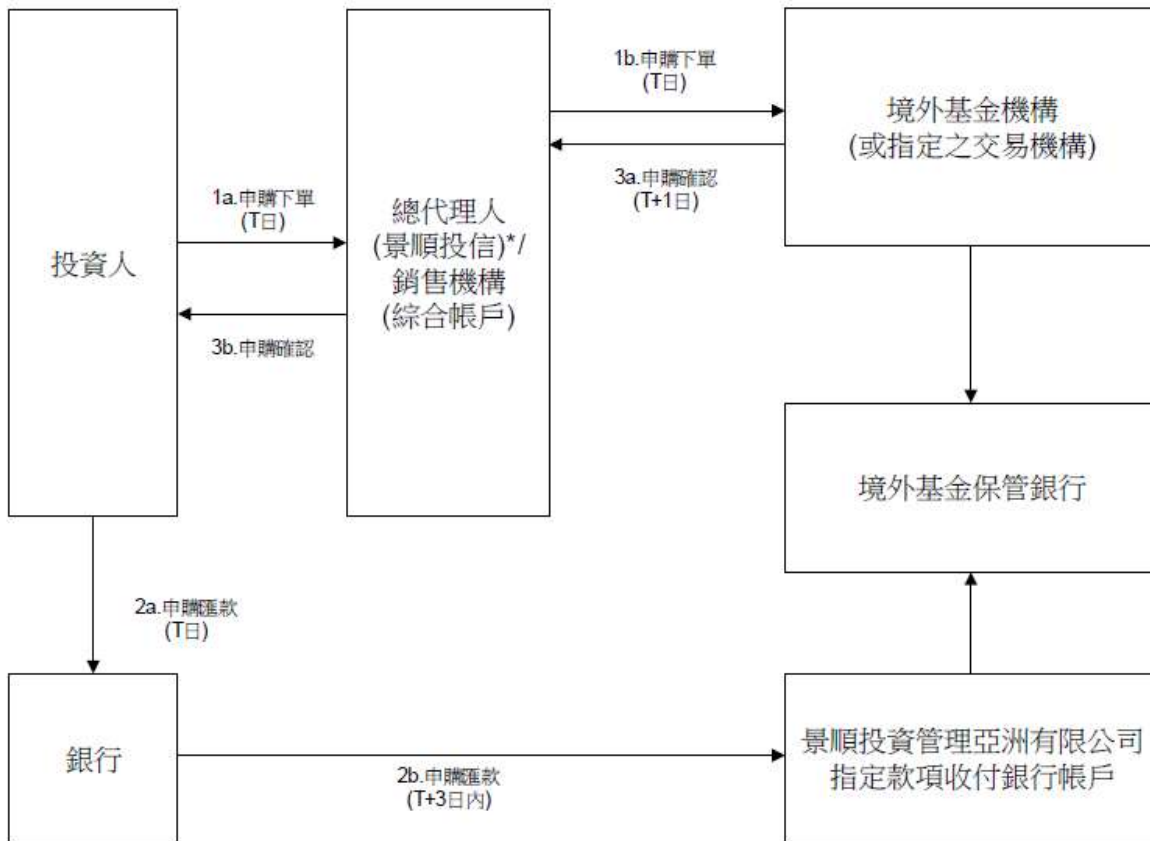 1b.申購下單
(T日)
境外基金機構
(或指定之交易機構)
3a.申購確認
(T+1日)
1a.申購下單
(T日)
總代理人
(景順投信)*/
銷售機構
(綜合帳戶)
投資人
3b.申購確認
境外基金保管銀行
2a.申購匯款
(T日)
銀行
2b.申購匯款
(T+3日內)
景順投資管理亞洲有限公司
指定款項收付銀行帳戶